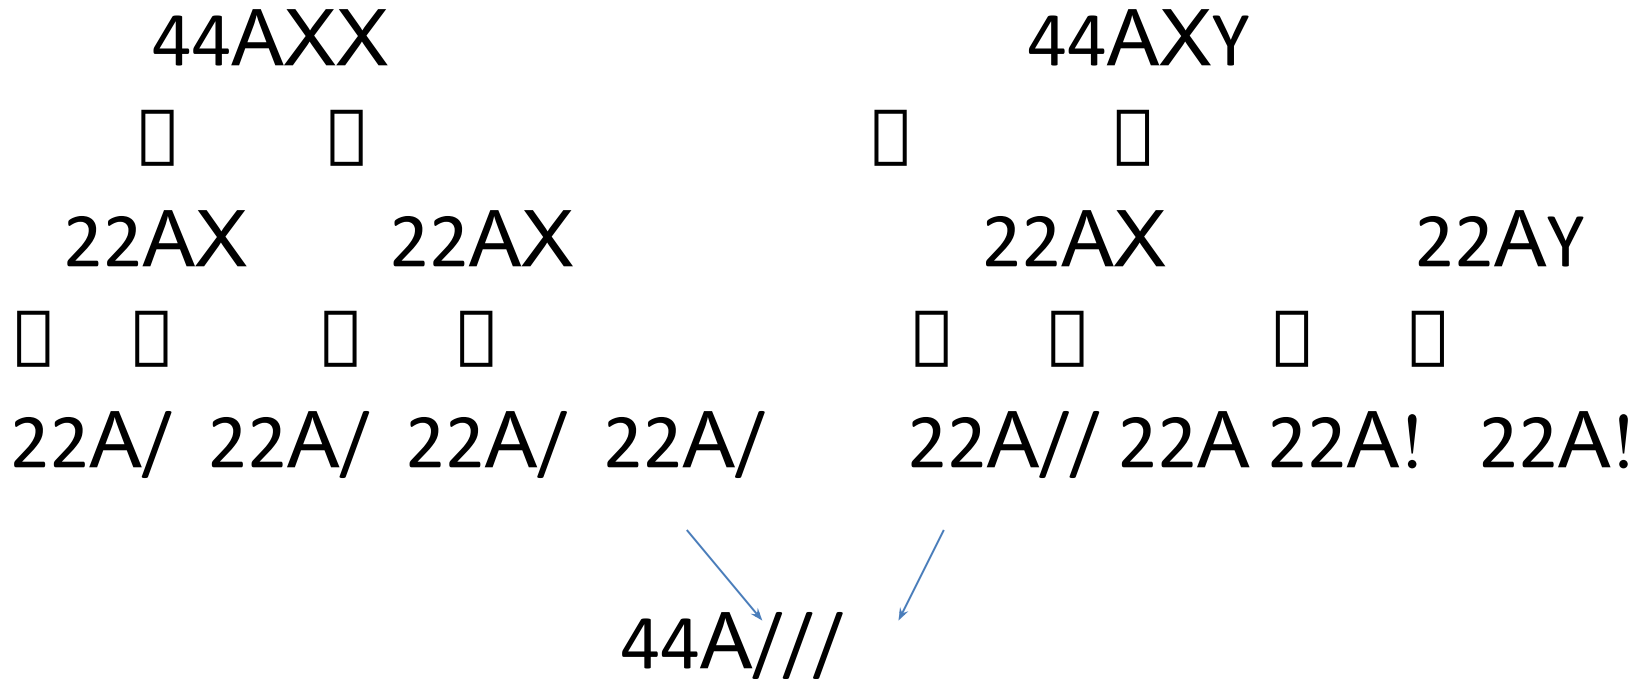 44AXX 44AXY
▯ ▯ ▯ ▯
22AX 22AX 22AX 22AY
▯ ▯ ▯ ▯ ▯ ▯ ▯ ▯
22A/ 22A/ 22A/ 22A/ 22A// 22A 22A! 22A!
44A///